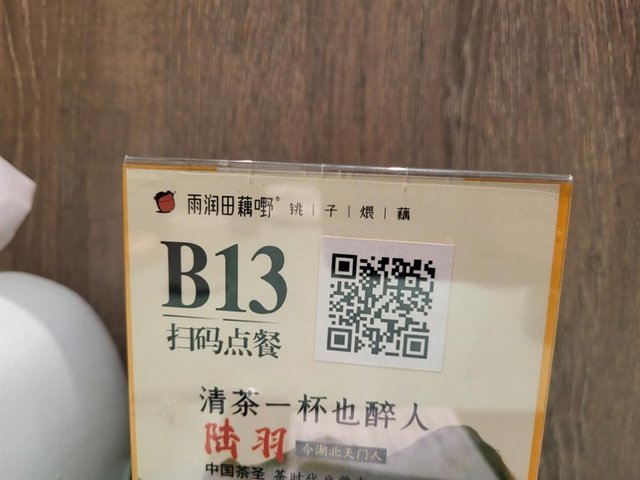 雨润田藕嘢® 铫|子|煨|藕
B13
扫码点餐
清茶一杯也醉人
陆羽 今湖北天门人
中国茶圣